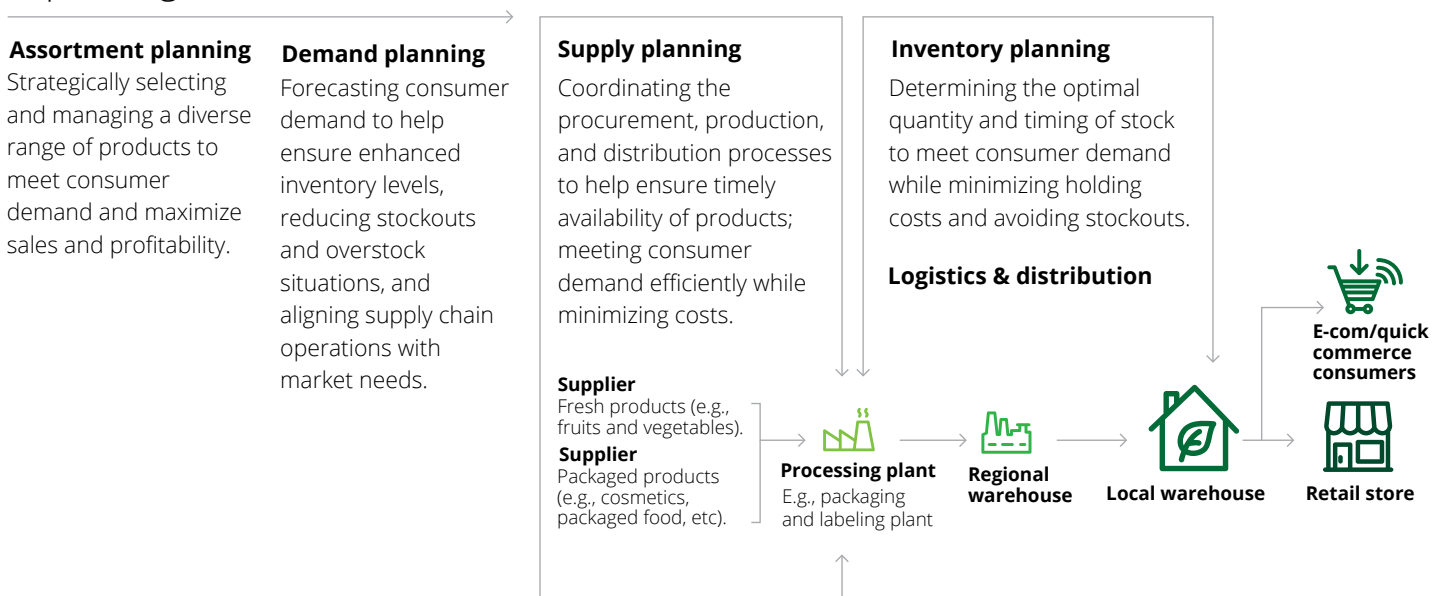 Assortment planning
Strategically selecting
and managing a diverse
range of products to
meet consumer
demand and maximize
sales and profitability.
Demand planning
Forecasting consumer
demand to help
ensure enhanced
inventory levels,
reducing stockouts
and overstock
situations, and
aligning supply chain
operations with
market needs.
Supply planning
Coordinating the
procurement, production,
and distribution processes
to help ensure timely
availability of products;
meeting consumer
demand efficiently while
minimizing costs.
Inventory planning
Determining the optimal
quantity and timing of stock
to meet consumer demand
while minimizing holding
costs and avoiding stockouts.
Logistics & distribution
Supplier
Fresh products (e.g.,
fruits and vegetables).
Supplier
Packaged products
(e.g., cosmetics,
packaged food, etc).
Processing plant
E.g., packaging
and labeling plant
Regional
warehouse
Local warehouse
E-com/quick
commerce
consumers
Retail store